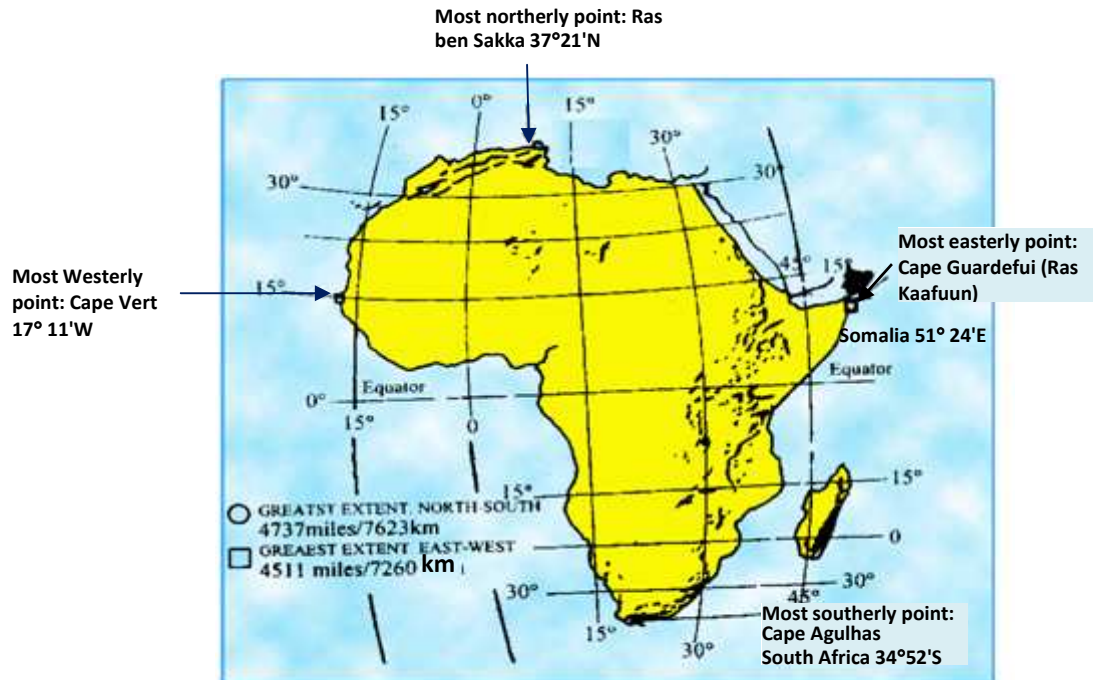 Most northerly point: Ras
ben Sakka 37°21'N
15°
0°
15°
30°
30°
30°
Most easterly point:
Cape Guardefui (Ras
Kaafuun)
45°
15°
Most Westerly
point: Cape Vert
17° 11'W
15°
Somalia 51° 24'E
Equator
Equator
0°
15°
0
15°
15°
GREATST EXTENT, NORTH-SOUTH
4737miles/7623km
GREAEST EXTENT EAST-WEST
4511 miles/7260 km
0
30°
30°
45°
15°
30°
Most southerly point:
Cape Agulhas
South Africa 34°52'S